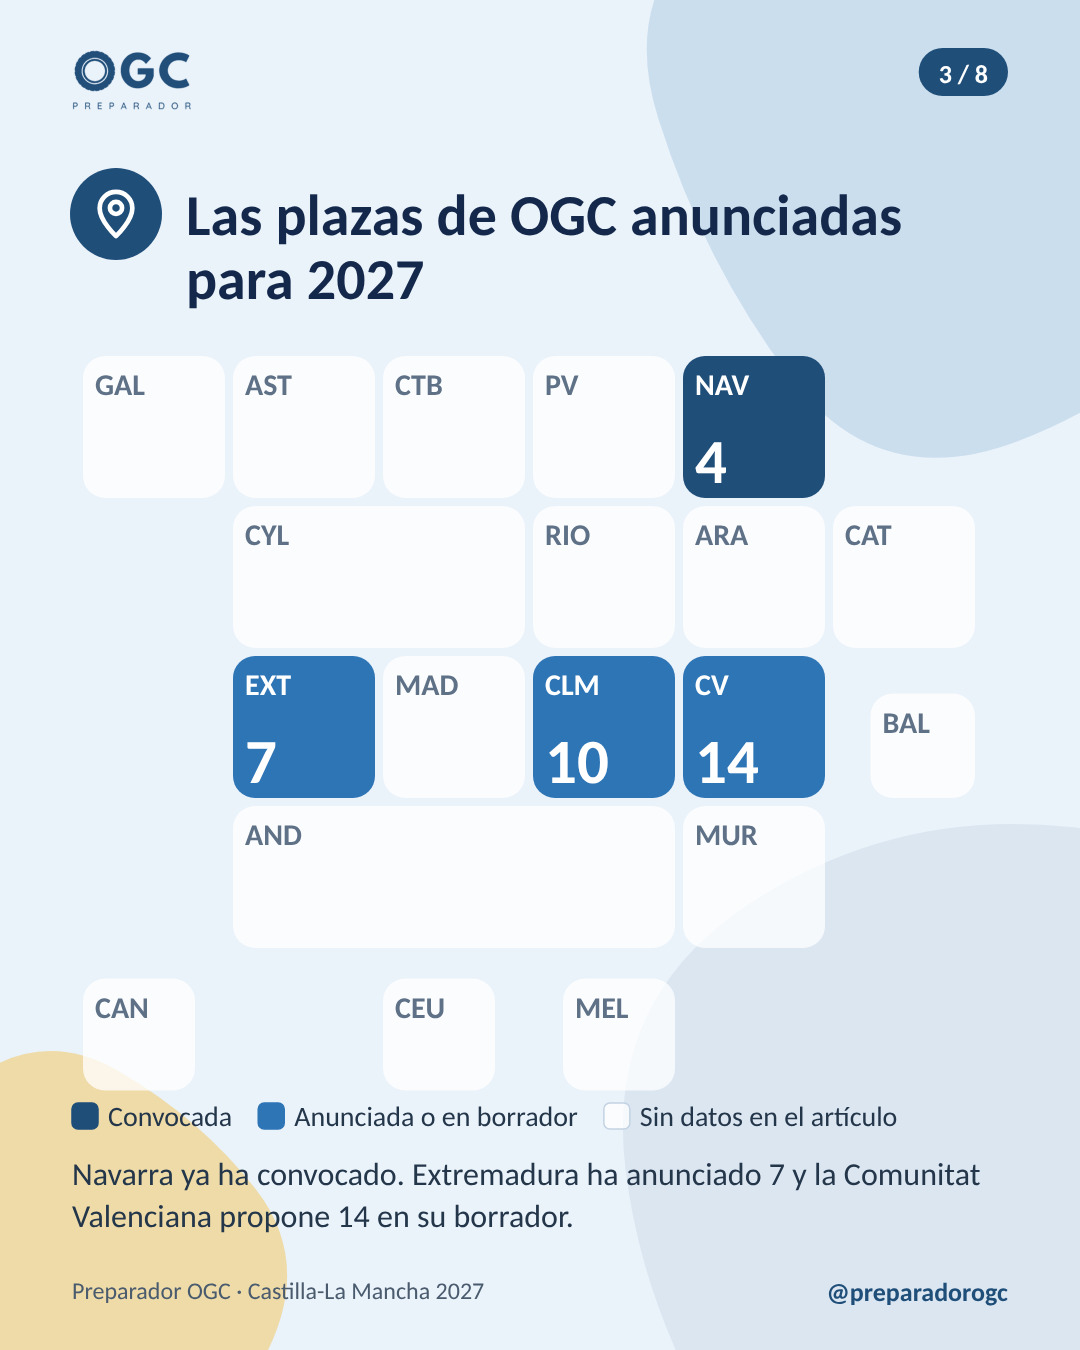 OGC
PREPARADOR
3 / 8
Las plazas de OGC anunciadas
para 2027
GAL
AST
CTB
PV
NAV
4
CYL
RIO
ARA
CAT
EXT
7
MAD
CLM
10
CV
14
BAL
AND
MUR
CAN
CEU
MEL
Convocada
Anunciada o en borrador
Sin datos en el artículo
Navarra ya ha convocado. Extremadura ha anunciado 7 y la Comunitat
Valenciana propone 14 en su borrador.
Preparador OGC · Castilla-La Mancha 2027
@preparadorogc